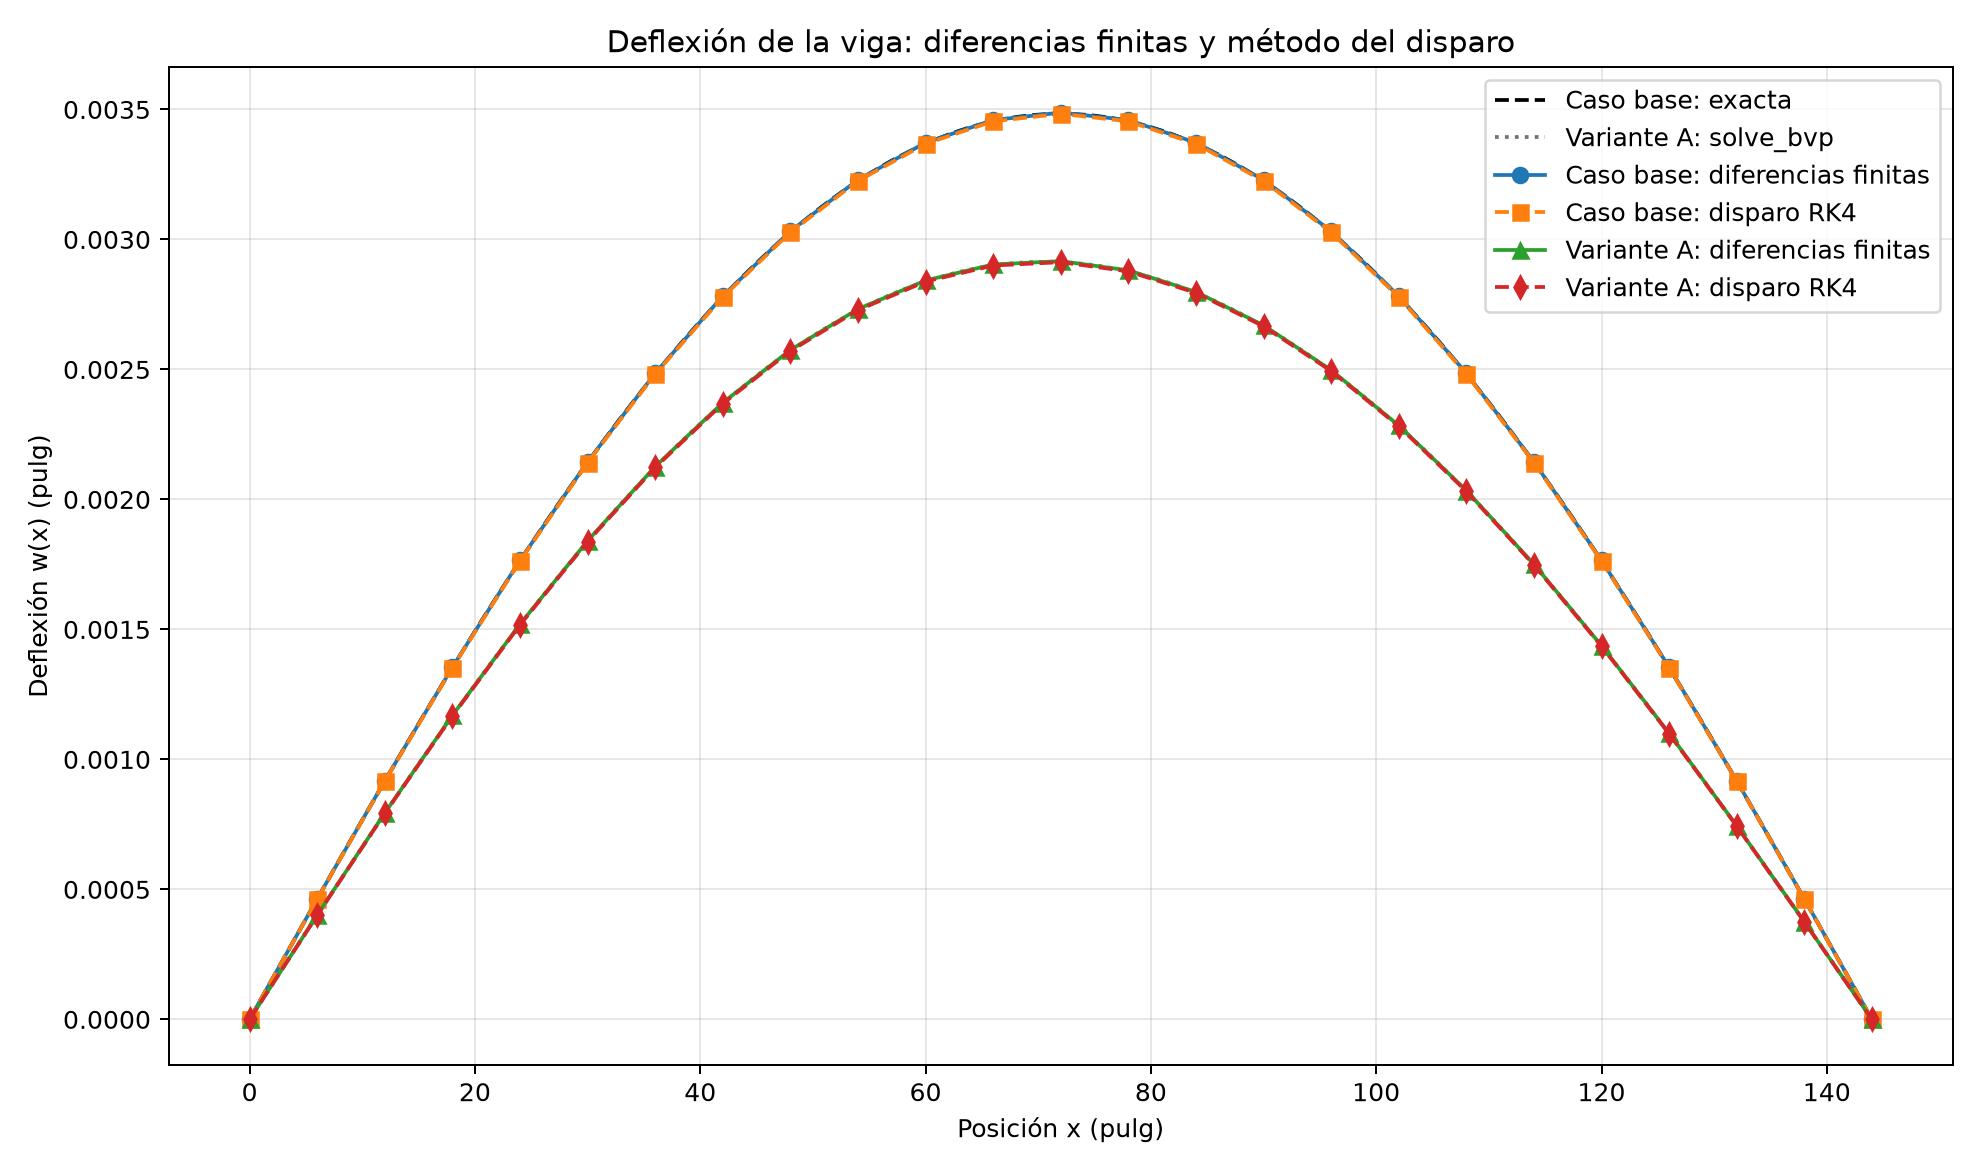 Deflexión de la viga: diferencias finitas y método del disparo
Caso base: exacta
Variante A: solve_bvp
Caso base: diferencias finitas
Caso base: disparo RK4
Variante A: diferencias finitas
Variante A: disparo RK4
Deflexión w(x) (pulg)
0.0035
0.0030
0.0025
0.0020
0.0015
0.0010
0.0005
0.0000
0 20 40 60 80 100 120 140
Posición x (pulg)